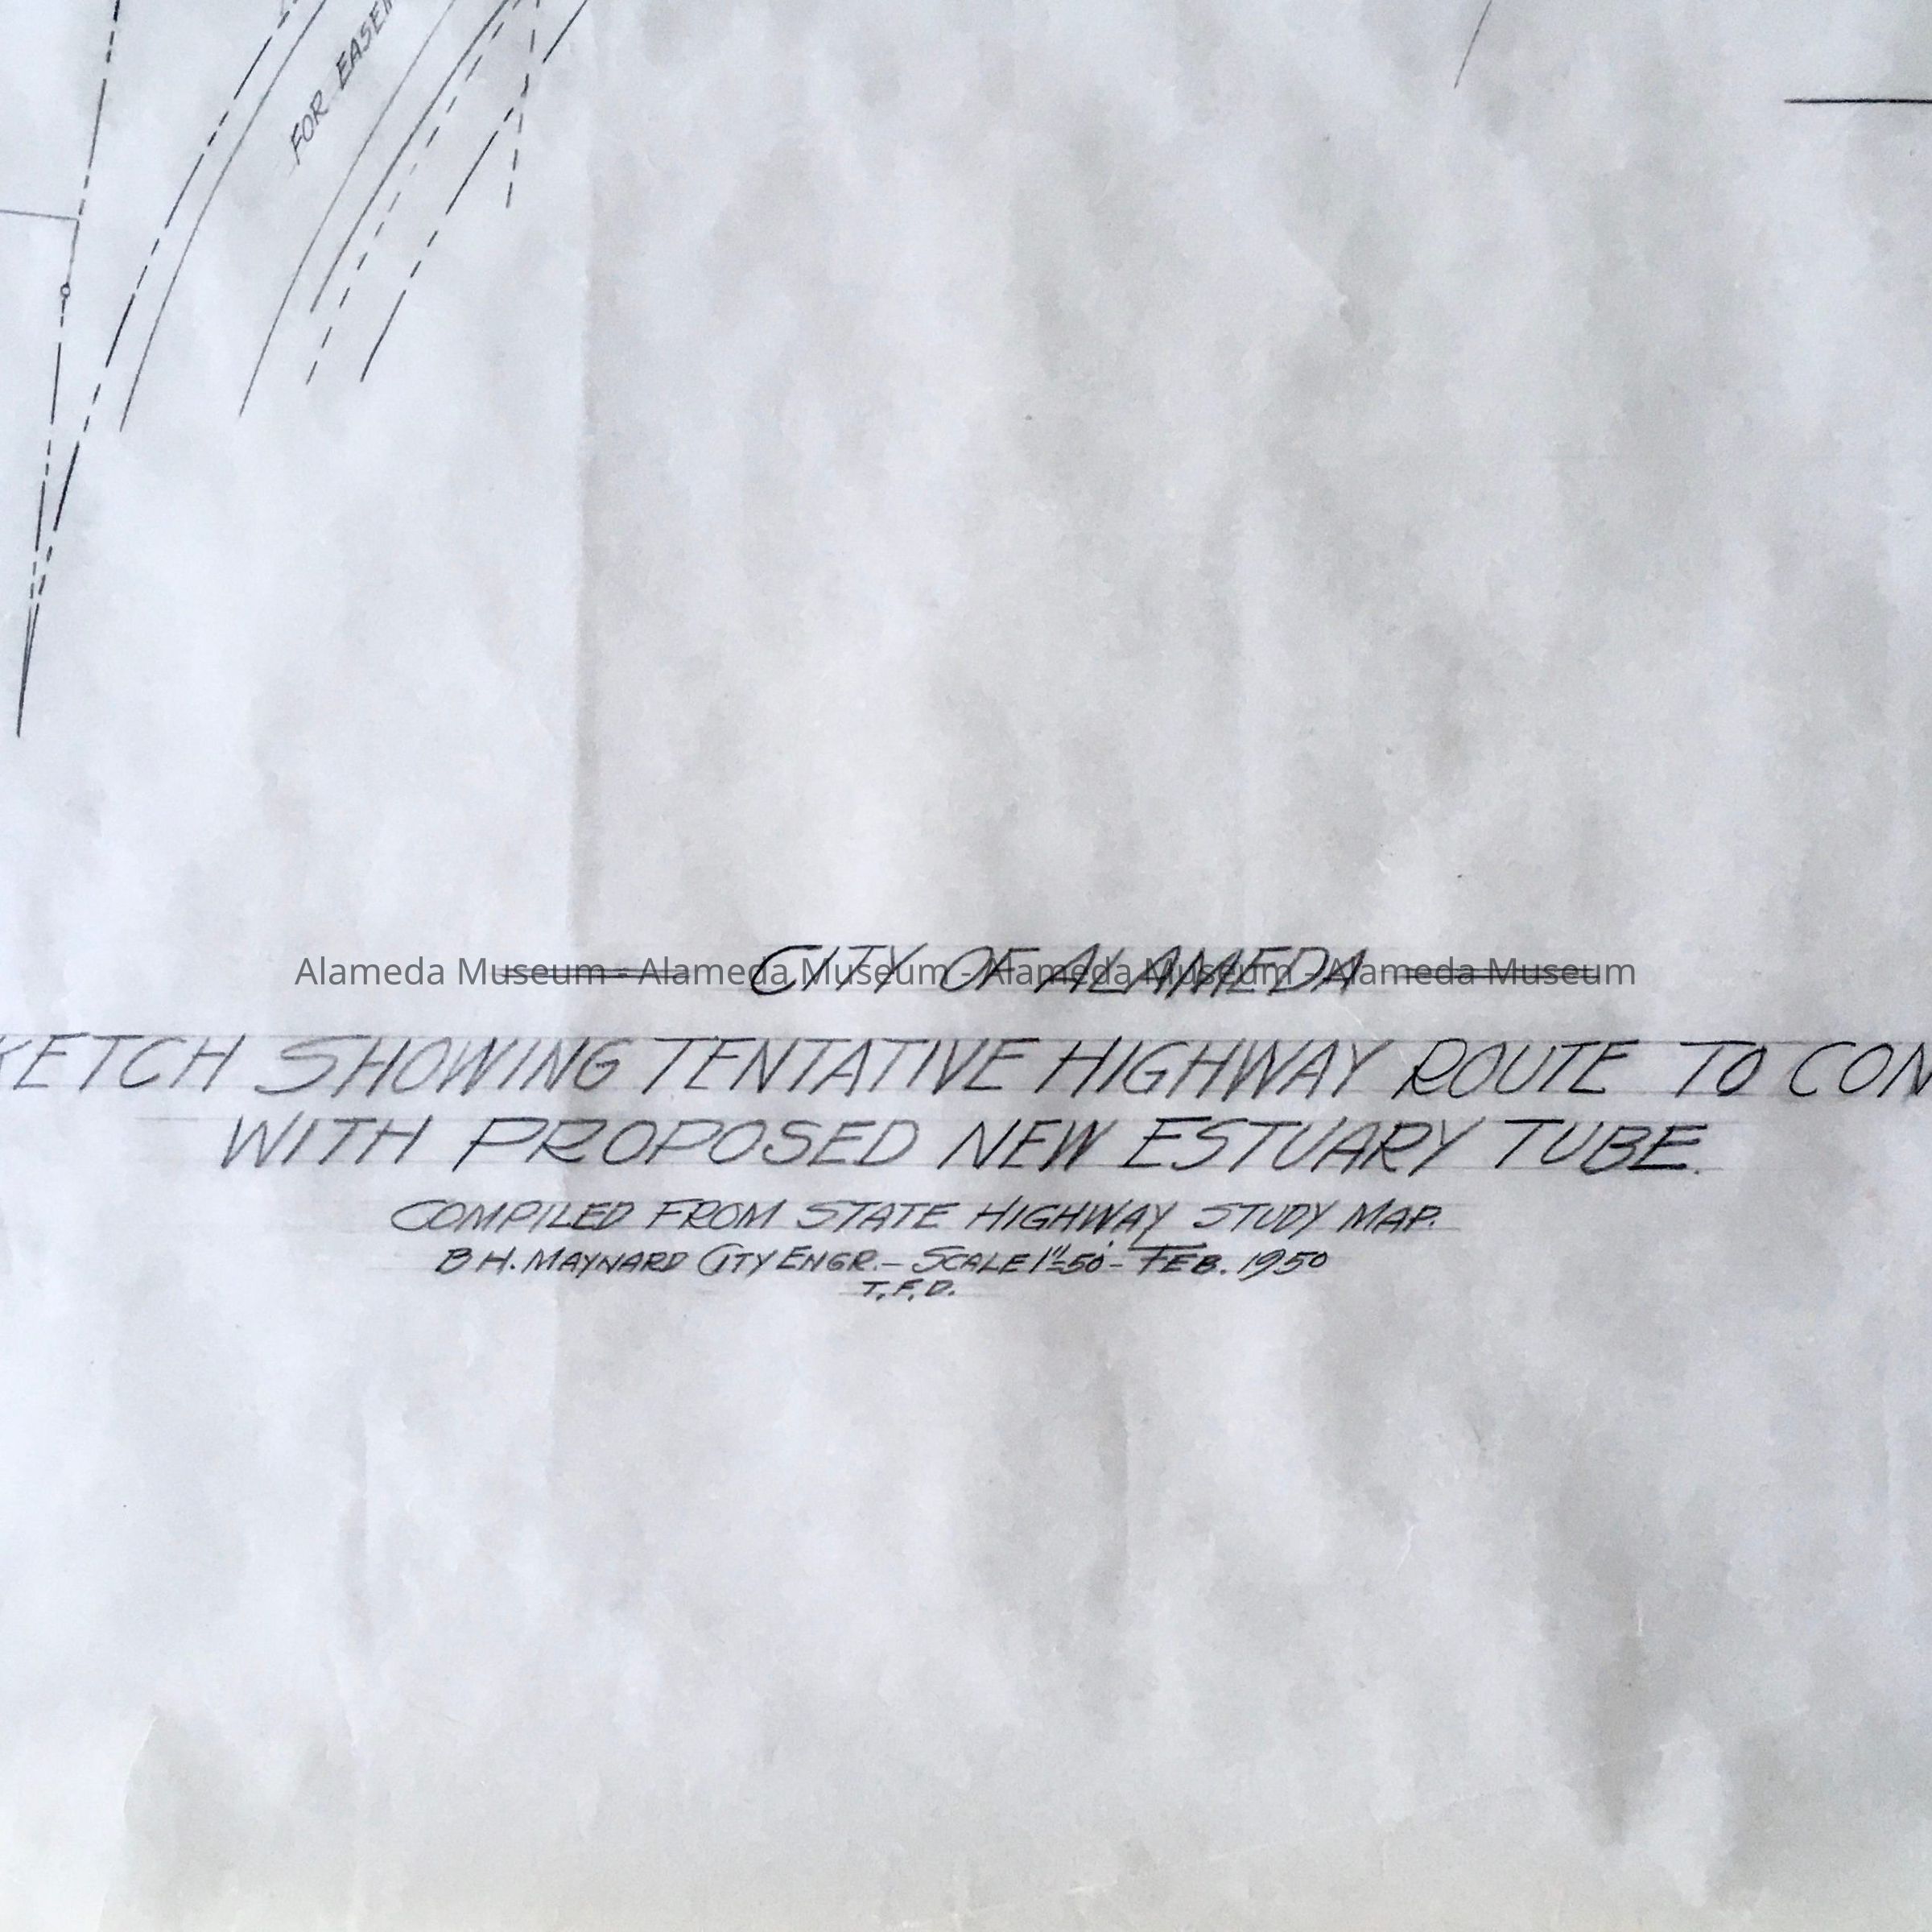 FOR EASE
Alameda Museum - Alameda Museum - Alameda Museum - Alameda Museum
CITY OF ALAMEDA
KETCH SHOWING TENTATIVE HIGHWAY ROUTE TO CON
WITH PROPOSED NEW ESTUARY TUBE.
COMPILED FROM STATE HIGHWAY STUDY MAP.
B H. MAYNARD CITY ENGR. - SCALE 1"=50' - FEB. 1950
T.F.D.